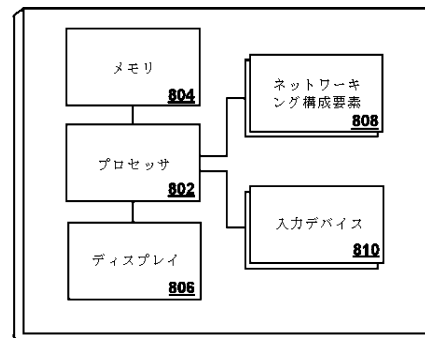 メモリ
804
プロセッサ
802
ディスプレイ
806
ネットワーキ
ング構成要素
808
入力デバイス
810